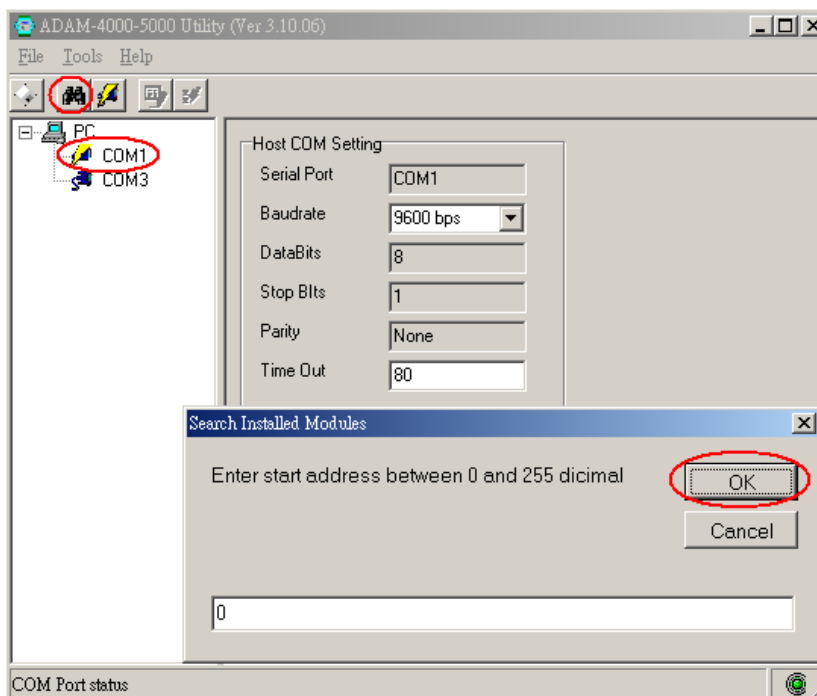 ADAM-4000-5000 Utility (Ver 3.10.06)
File Tools Help
PC
COM1
COM3
Host COM Setting
Serial Port COM1
Baudrate 9600 bps
DataBits 8
Stop BIts 1
Parity None
Time Out 80
Search Installed Modules
Enter start address between 0 and 255 dicimal
OK
Cancel
0
COM Port status